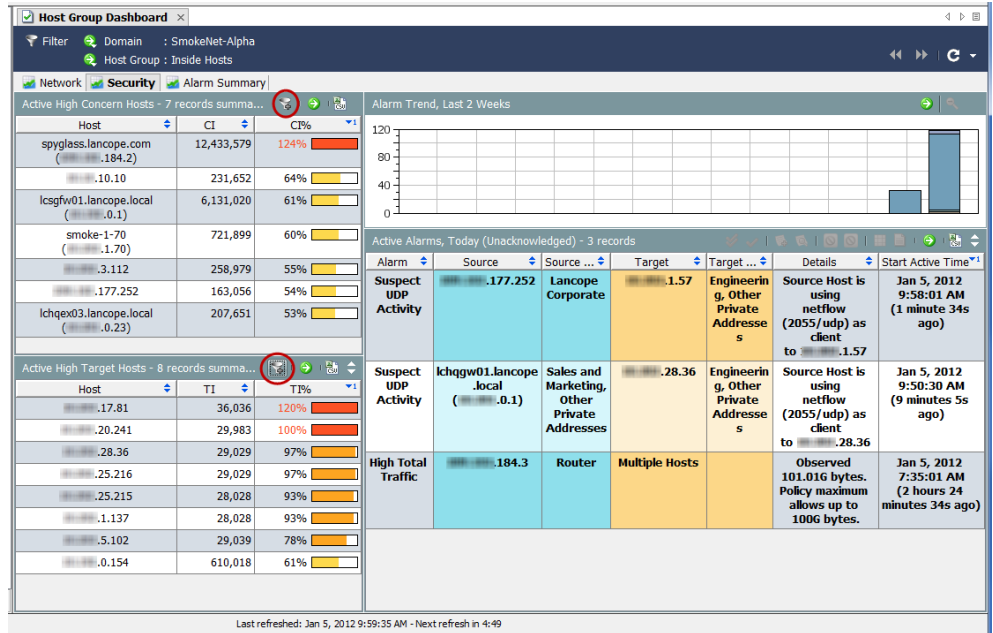 Host Group Dashboard ×
Filter Domain : SmokeNet-Alpha
Host Group : Inside Hosts
Network Security Alarm Summary
Active High Concern Hosts - 7 records summa...
Host CI CI% 1
spyglass.lancope.com
( .184.2) 12,433,579 124%
.10.10 231,652 64%
lcsgfw01.lancope.local
( .0.1) 6,131,020 61%
smoke-1-70
( .1.70) 721,899 60%
.3.112 258,979 55%
.177.252 163,056 54%
lchqex03.lancope.local
( .0.23) 207,651 53%
Active High Target Hosts - 8 records summa...
Host TI TI% 1
.17.81 36,036 120%
.20.241 29,983 100%
.28.36 29,029 97%
.25.216 29,029 97%
.25.215 28,028 93%
.1.137 28,028 93%
.5.102 29,039 78%
.0.154 610,018 61%
Alarm Trend, Last 2 Weeks
120
80
40
0
Active Alarms, Today (Unacknowledged) - 3 records
Alarm Source Source ... Target Target ... Details Start Active Time 1
Suspect
UDP
Activity
.177.252
Lancope
Corporate
.1.57
Engineerin
g, Other
Private
Addresse
s
Source Host is
using
netflow
(2055/udp) as
client
to .1.57
Jan 5, 2012
9:58:01 AM
(1 minute 34s
ago)
Suspect
UDP
Activity
lchqgw01.lancope
.local
( .0.1)
Sales and
Marketing,
Other
Private
Addresses
.28.36
Engineerin
g, Other
Private
Addresse
s
Source Host is
using
netflow
(2055/udp) as
client
to .28.36
Jan 5, 2012
9:50:30 AM
(9 minutes 5s
ago)
High Total
Traffic
.184.3
Router
Multiple Hosts
Observed
101.01G bytes.
Policy maximum
allows up to
100G bytes.
Jan 5, 2012
7:35:01 AM
(2 hours 24
minutes 34s ago)
Last refreshed: Jan 5, 2012 9:59:35 AM - Next refresh in 4:49